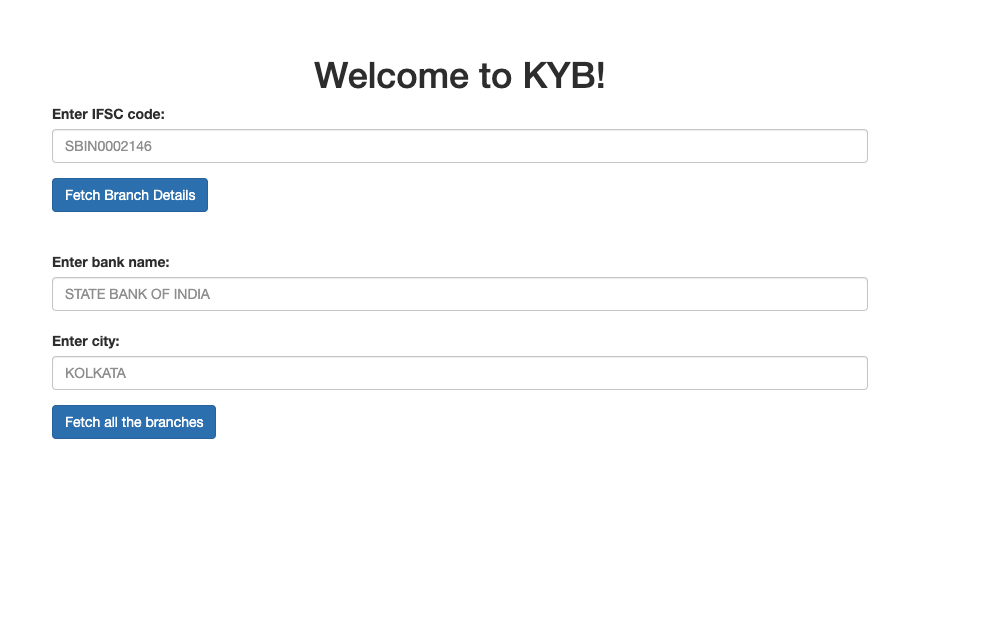 Welcome to KYB!
Enter IFSC code:
SBIN0002146
Fetch Branch Details
Enter bank name:
STATE BANK OF INDIA
Enter city:
KOLKATA
Fetch all the branches